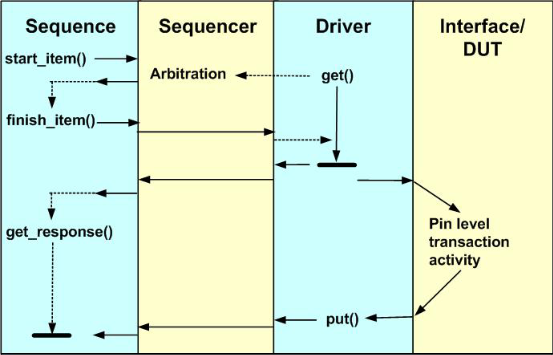 Sequence
Sequencer
Driver
Interface/
DUT
start_item()
Arbitration
get()
finish_item()
get_response()
Pin level
transaction
activity
put()